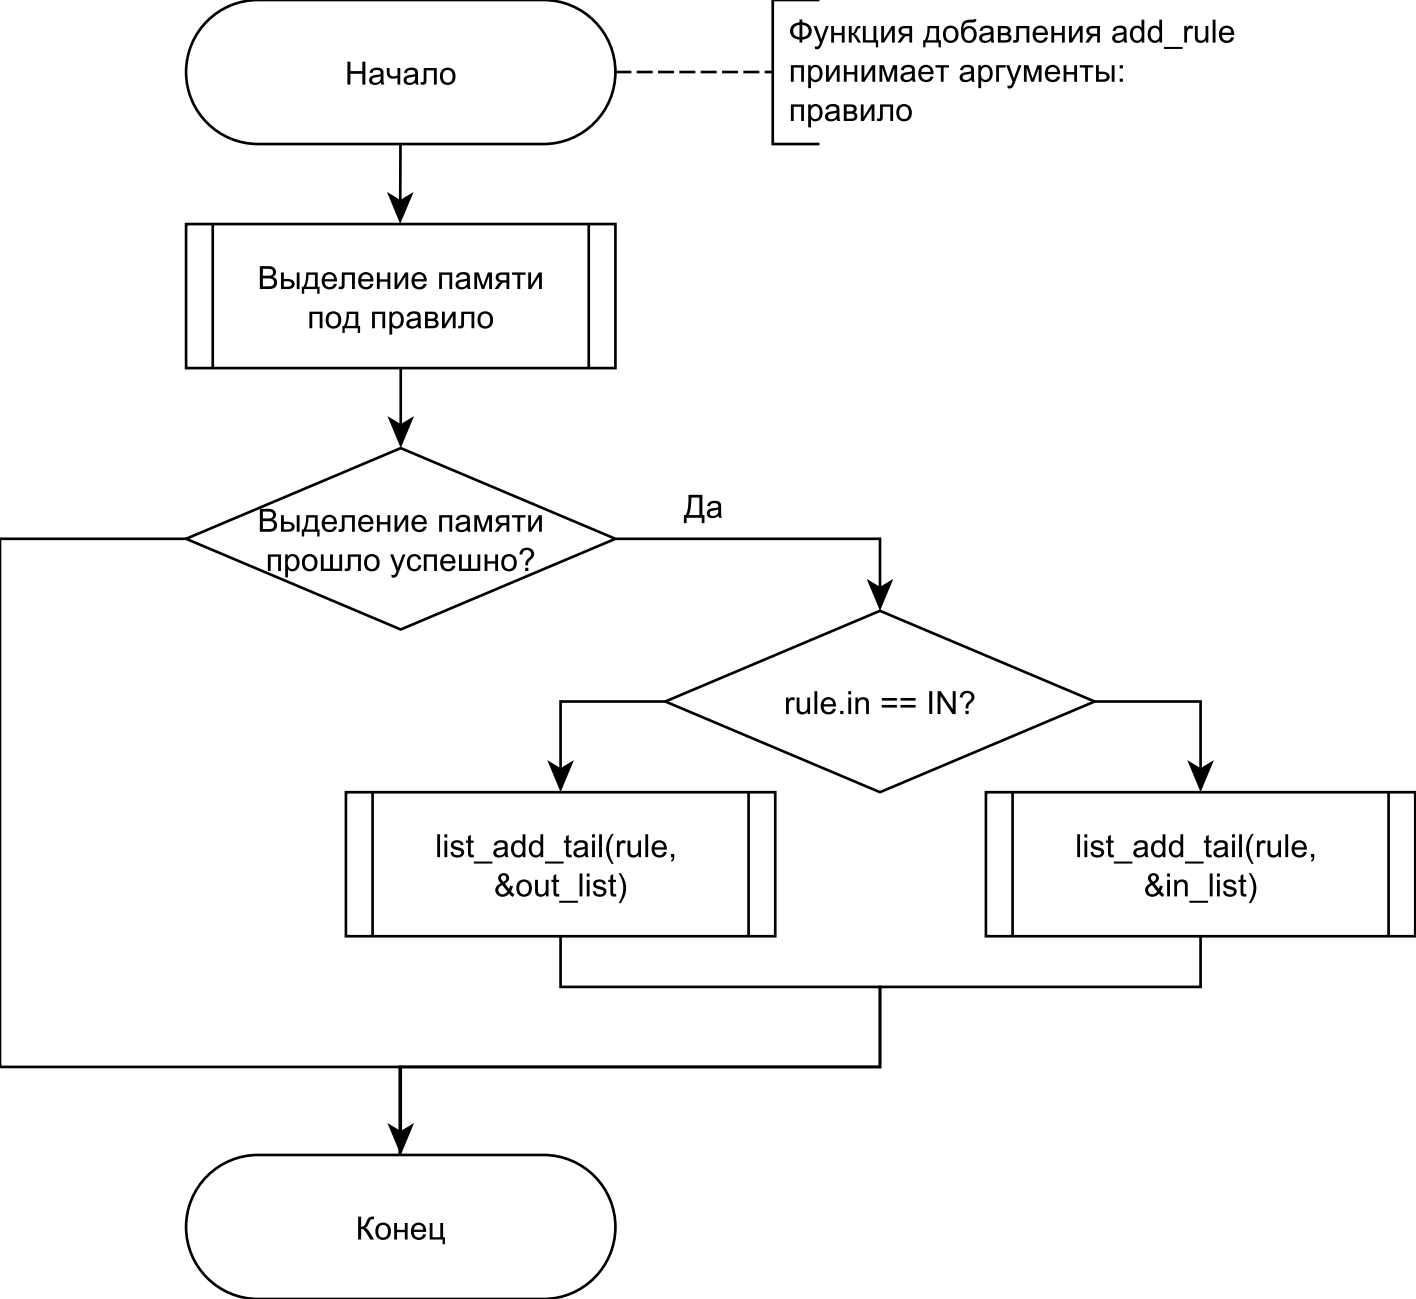 Начало
Функция добавления add_rule
принимает аргументы:
правило
Выделение памяти
под правило
Выделение памяти
прошло успешно?
Да
rule.in == IN?
list_add_tail(rule,
&out_list)
list_add_tail(rule,
&in_list)
Конец